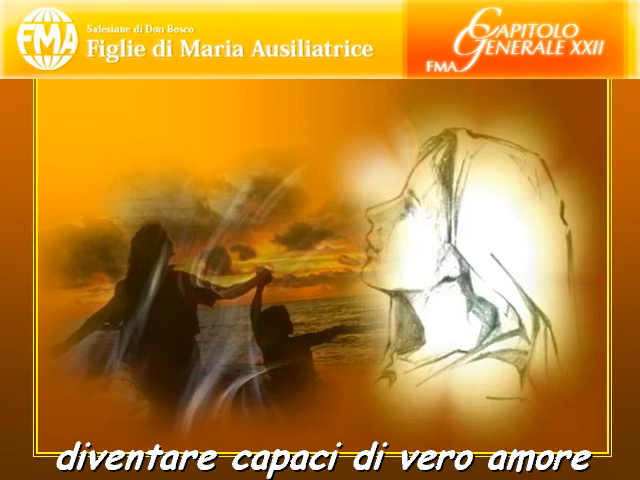 FMA
Salesiane di Don Bosco
Figlie di Maria Ausiliatrice
CAPITOLO
GENERALE XXII
FMA
diventare capaci di vero amore